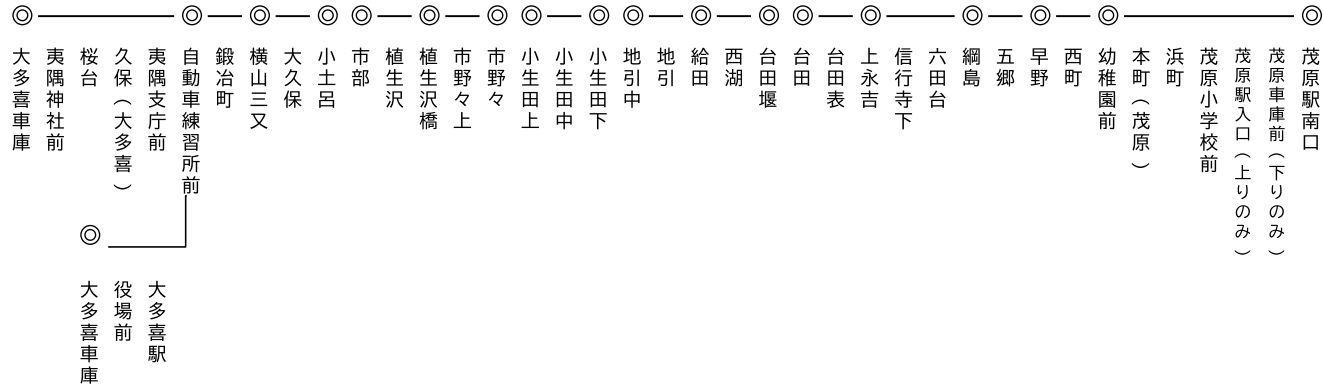 大多喜車庫
夷隅神社前
桜台
久保（大多喜）
夷隅支庁前
自動車練習所前
鍛冶町
横山三又
大久保
小土呂
市部
植生沢
植生沢橋
市野々上
市野々
小生田上
小生田中
小生田下
地引中
地引
給田
西湖
台田堰
台田
台田表
上永吉
信行寺下
六田台
綱島
五郷
早野
西町
幼稚園前
本町（茂原）
浜町
茂原小学校前
茂原駅入口（上りのみ）
茂原車庫前（下りのみ）
茂原駅南口
大多喜車庫
役場前
大多喜駅